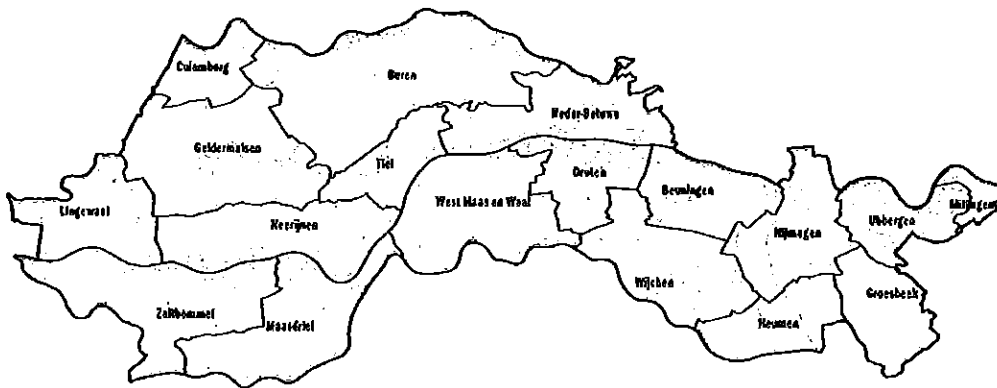 Culemborg
Buren
Neder-Betuwe
Geldermalsen
Tiel
Druten
Beuningen
Lingewaal
Neerijnen
West Maas en Waal
Nijmegen
Ubbergen
Millingen
Zaltbommel
Maasdriel
Wijchen
Heumen
Groesbeek